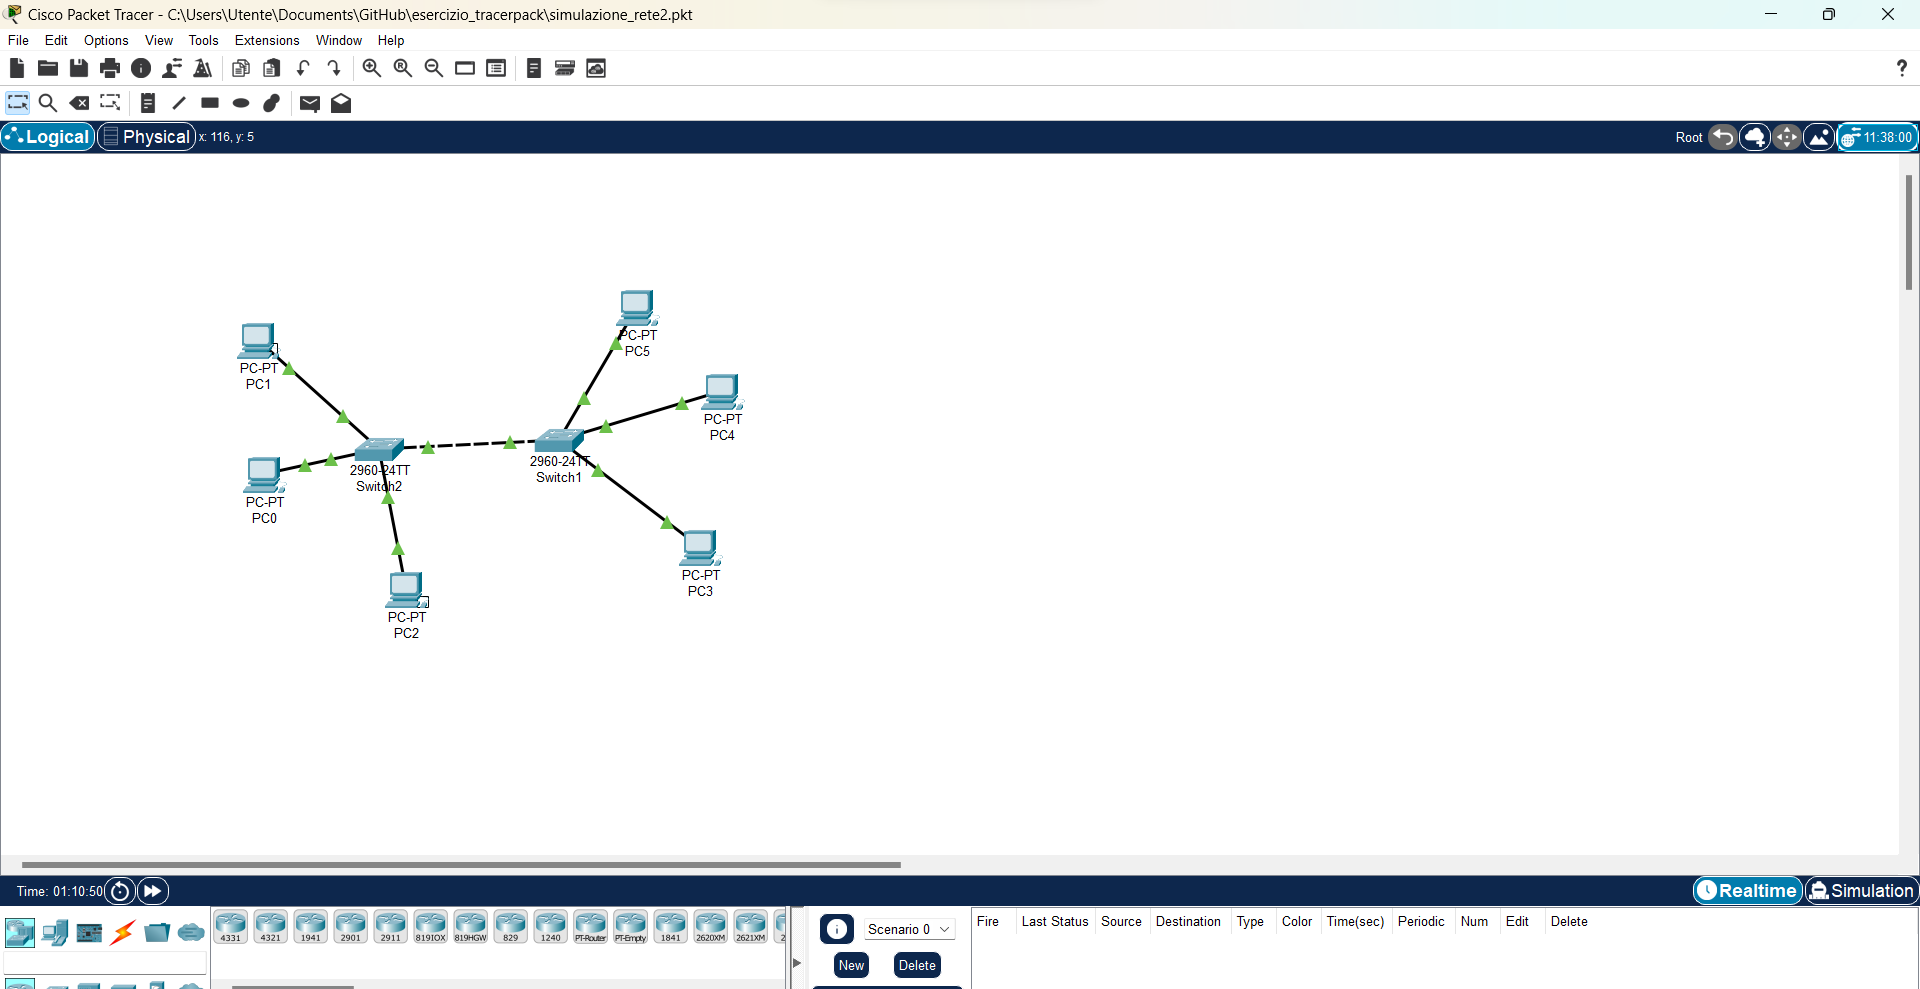 Cisco Packet Tracer - C:\Users\Utente\Documents\GitHub\esercizio_tracerpack\simulazione_rete2.pkt
File Edit Options View Tools Extensions Window Help
Logical Physical x: 116, y: 5 Root 11:38:00
PC-PT
PC5
PC-PT
PC1
PC-PT
PC4
2960-24TT
Switch2
2960-24TT
Switch1
PC-PT
PC0
PC-PT
PC3
PC-PT
PC2
Time: 01:10:50 Realtime Simulation
4331 4321 1941 2901 2911 819IOX 819HGW 829 1240 PT-Router PT-Empty 1841 2620XM 2621XM 2
Scenario 0
New Delete
Fire Last Status Source Destination Type Color Time(sec) Periodic Num Edit Delete